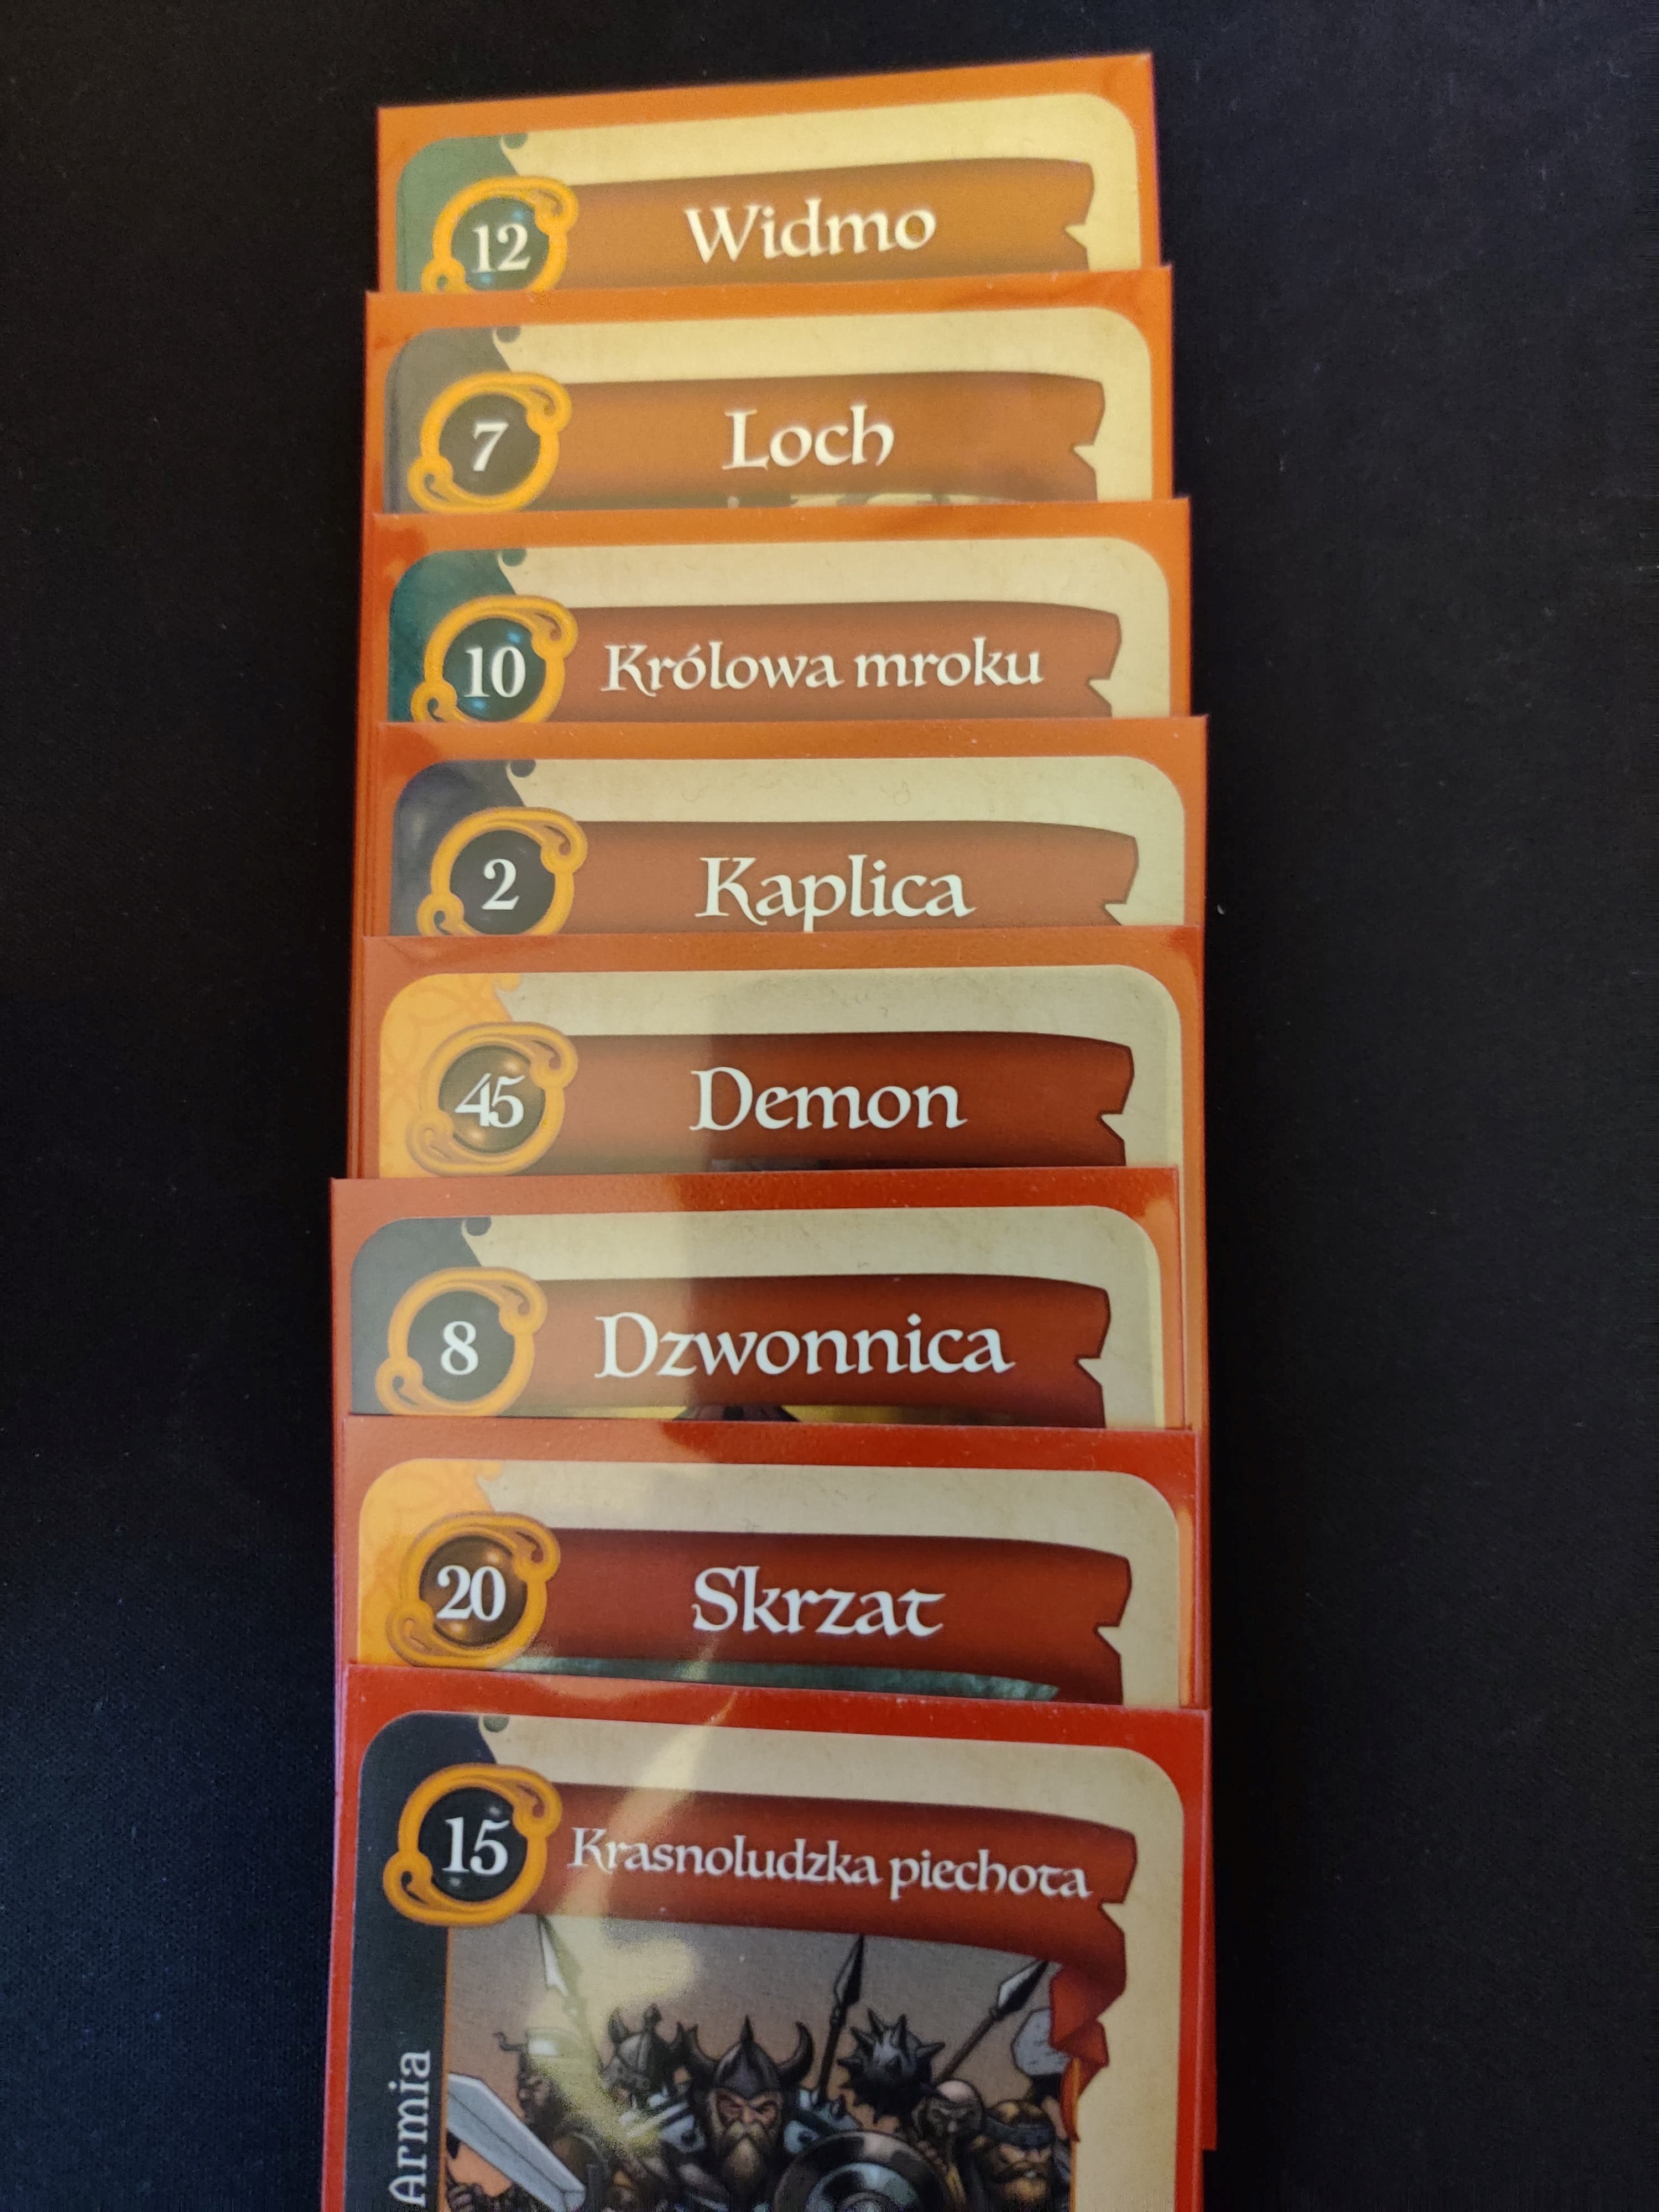 12 Widmo
7 Loch
10 Królowa mroku
2 Kaplica
45 Demon
8 Dzwonnica
20 Skrzat
15 Krasnoludzka piechota
Armia